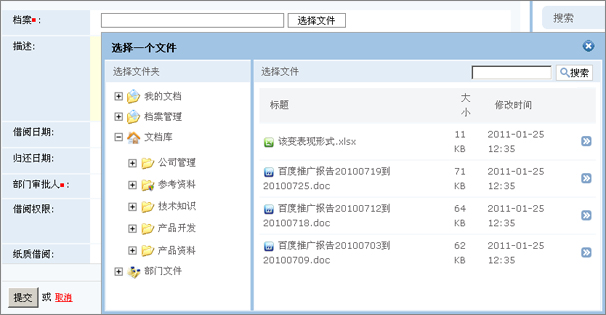 档案 : 选择文件
搜索
描述:
选择一个文件
选择文件夹
选择文件 搜索
我的文档
档案管理
文档库
公司管理
参考资料
技术知识
产品开发
产品资料
部门文件
标题 大小 修改时间
该变表现形式.xlsx 11 KB 2011-01-25 12:35
百度推广报告20100719到20100725.doc 71 KB 2011-01-25 12:35
百度推广报告20100712到20100718.doc 64 KB 2011-01-25 12:35
百度推广报告20100703到20100709.doc 62 KB 2011-01-25 12:35
借阅日期:
归还日期:
部门审批人 :
借阅权限:
纸质借阅:
提交 或 取消